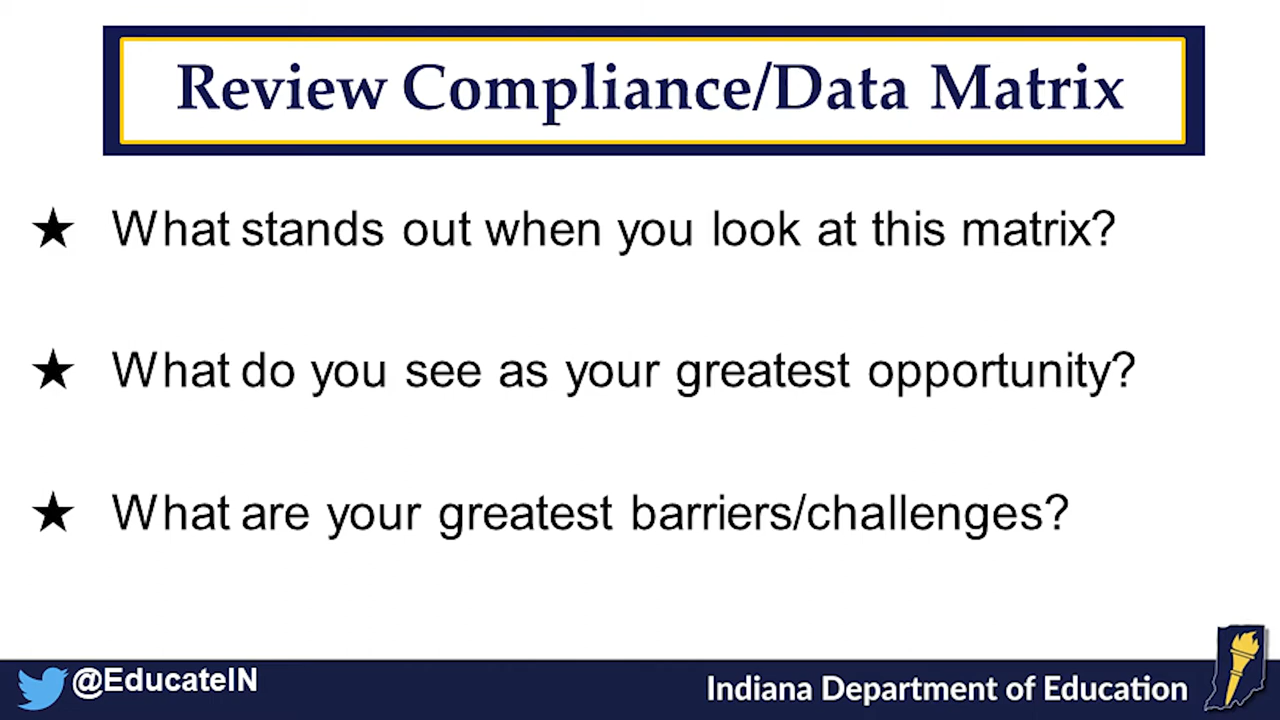 Review Compliance/Data Matrix
★ What stands out when you look at this matrix?
★ What do you see as your greatest opportunity?
★ What are your greatest barriers/challenges?
@EducateIN
Indiana Department of Education